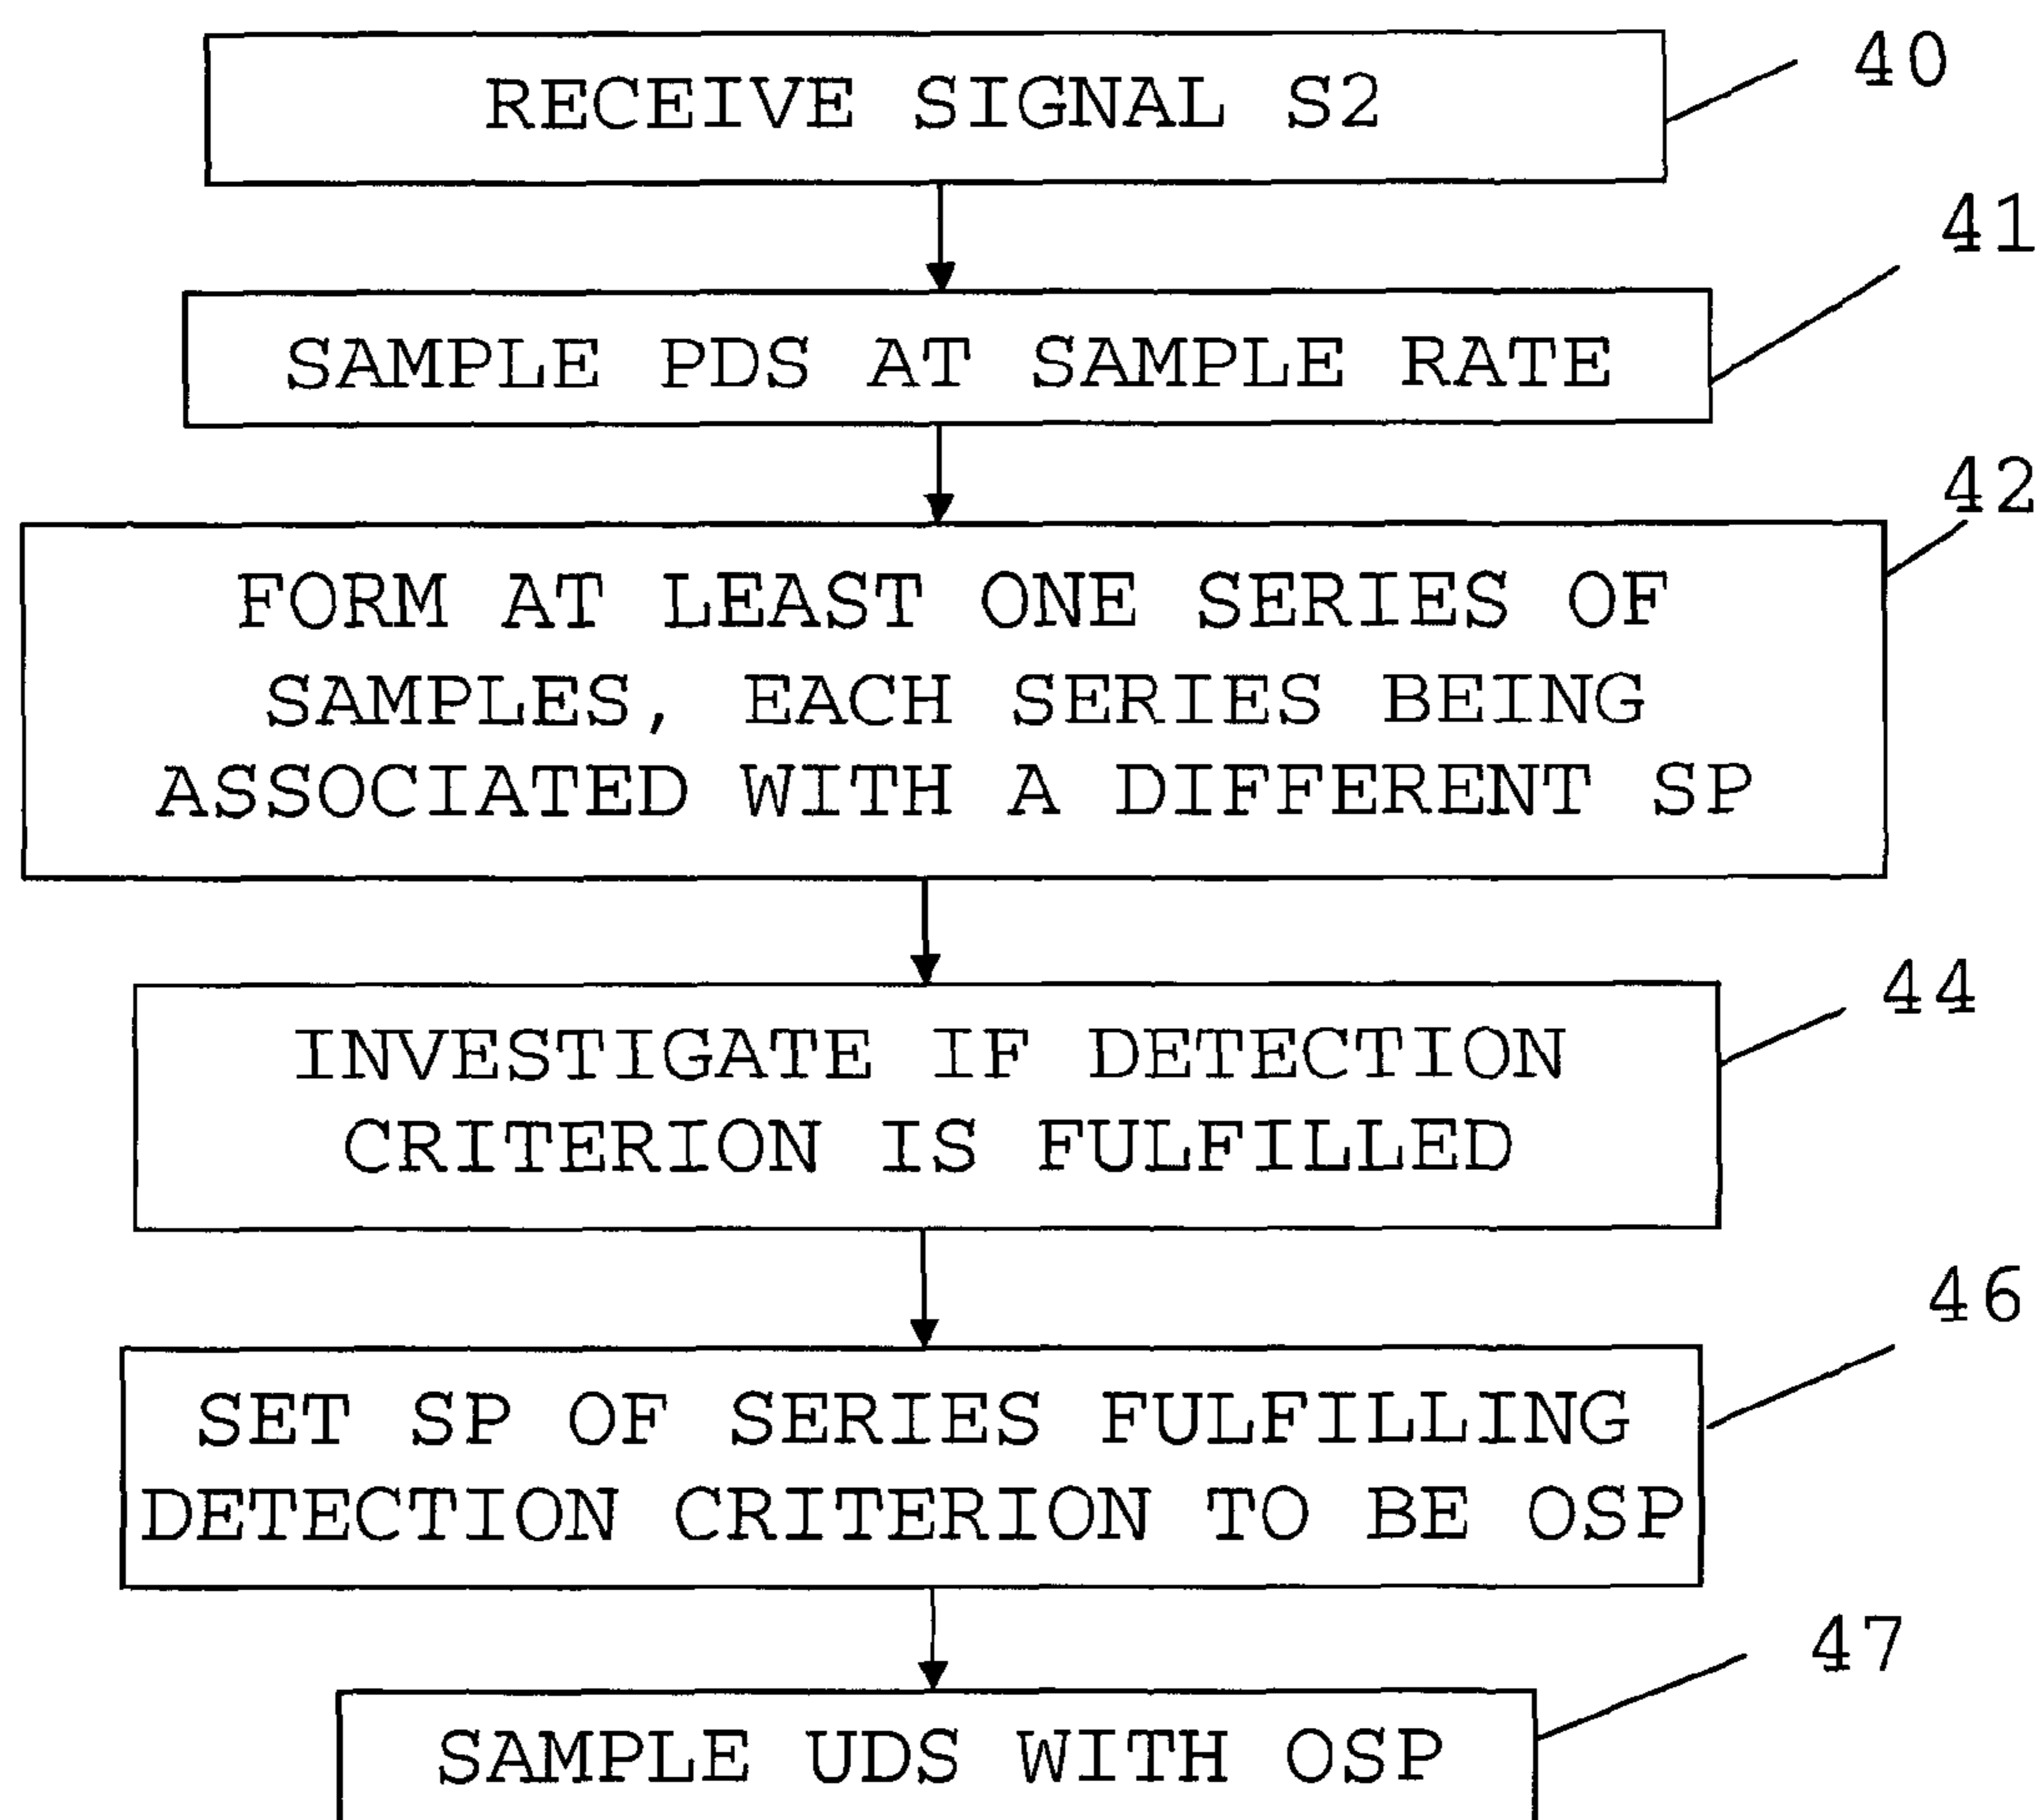 RECEIVE SIGNAL S2
40
SAMPLE PDS AT SAMPLE RATE
41
FORM AT LEAST ONE SERIES OF
SAMPLES, EACH SERIES BEING
ASSOCIATED WITH A DIFFERENT SP
42
INVESTIGATE IF DETECTION
CRITERION IS FULFILLED
44
SET SP OF SERIES FULFILLING
DETECTION CRITERION TO BE OSP
46
SAMPLE UDS WITH OSP
47